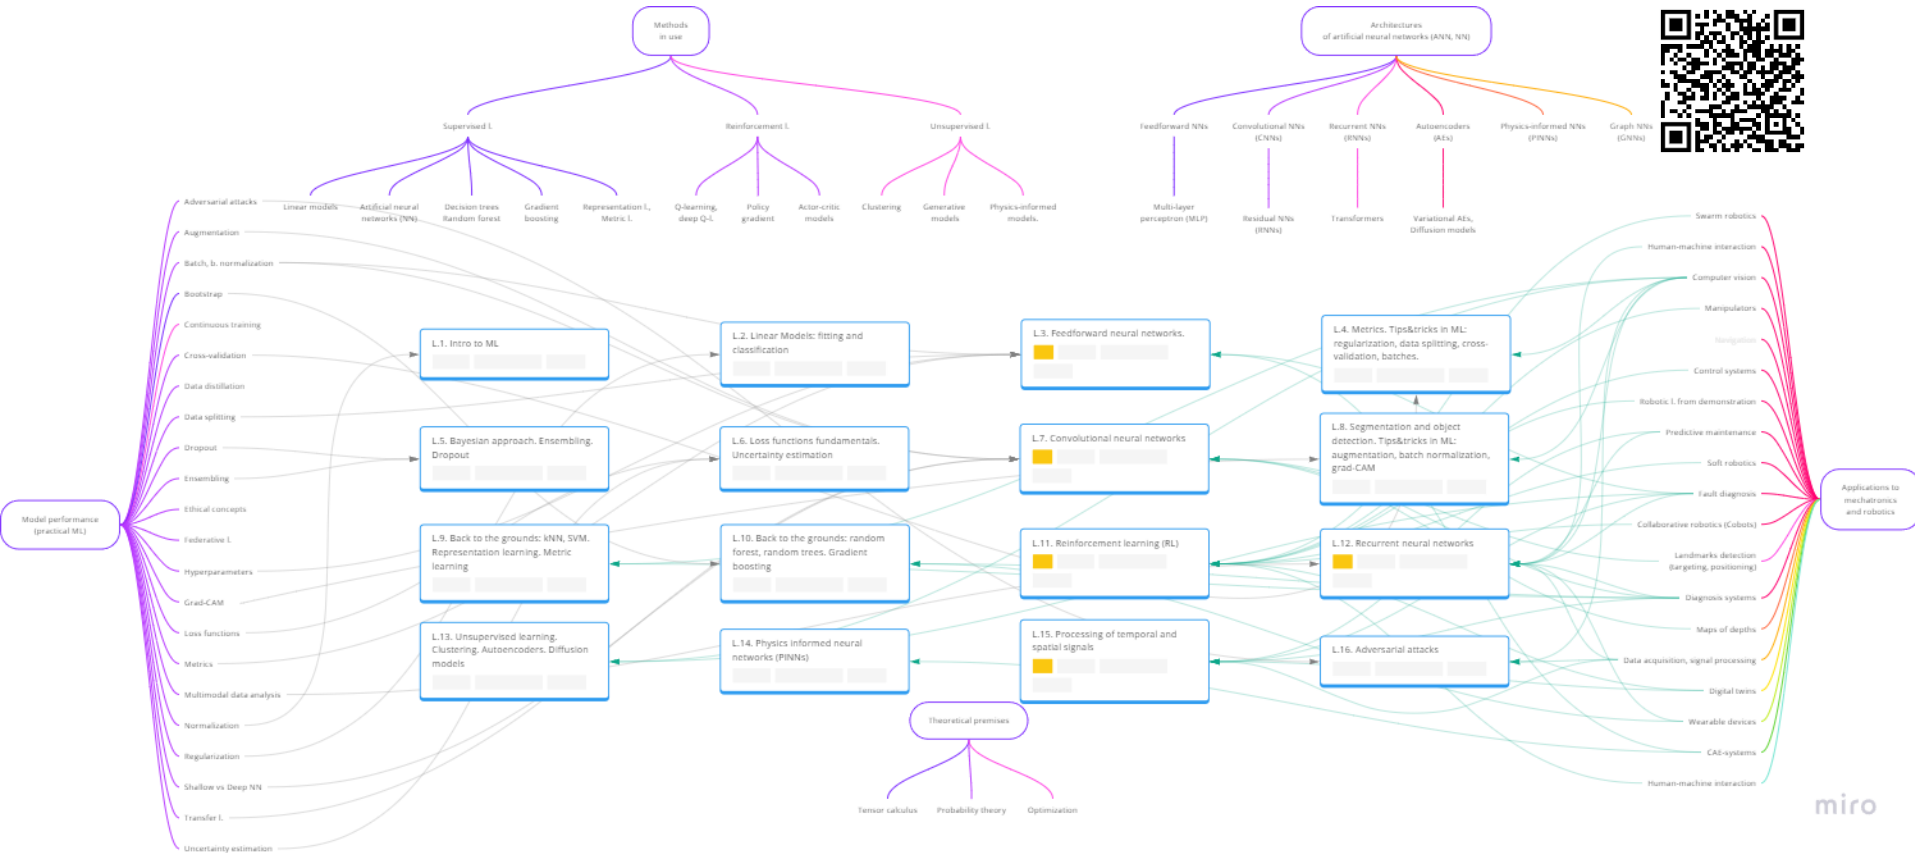 Methods
in use
Architectures
of artificial neural networks (ANN, NN)
Supervised l.
Reinforcement l.
Unsupervised l.
Feedforward NNs
Convolutional NNs
(CNNs)
Recurrent NNs
(RNNs)
Autoencoders
(AEs)
Physics-informed NNs
(PINNs)
Graph NNs
(GNNs)
Linear models
Artificial neural
networks (NN)
Decision trees
Random forest
Gradient
boosting
Representation l.,
Metric l.
Q-learning,
deep Q-l.
Policy
gradient
Actor-critic
models
Clustering
Generative
models
Physics-informed
models.
Multi-layer
perceptron (MLP)
Residual NNs
(RNNs)
Transformers
Variational AEs,
Diffusion models
Model performance
(practical ML)
Adversarial attacks
Augmentation
Batch, b. normalization
Bootstrap
Continuous training
Cross-validation
Data distillation
Data splitting
Dropout
Ensembling
Ethical concepts
Federative l.
Hyperparameters
Grad-CAM
Loss functions
Metrics
Multimodal data analysis
Normalization
Regularization
Shallow vs Deep NN
Transfer l.
Uncertainty estimation
L.1. Intro to ML
L.2. Linear Models: fitting and
classification
L.3. Feedforward neural networks.
L.4. Metrics. Tips&tricks in ML:
regularization, data splitting, cross-
validation, batches.
L.5. Bayesian approach. Ensembling.
Dropout
L.6. Loss functions fundamentals.
Uncertainty estimation
L.7. Convolutional neural networks
L.8. Segmentation and object
detection. Tips&tricks in ML:
augmentation, batch normalization,
grad-CAM
L.9. Back to the grounds: kNN, SVM.
Representation learning. Metric
learning
L.10. Back to the grounds: random
forest, random trees. Gradient
boosting
L.11. Reinforcement learning (RL)
L.12. Recurrent neural networks
L.13. Unsupervised learning.
Clustering. Autoencoders. Diffusion
models
L.14. Physics informed neural
networks (PINNs)
L.15. Processing of temporal and
spatial signals
L.16. Adversarial attacks
Theoretical premises
Tensor calculus
Probability theory
Optimization
Swarm robotics
Human-machine interaction
Computer vision
Manipulators
Navigation
Control systems
Robotic l. from demonstration
Predictive maintenance
Soft robotics
Fault diagnosis
Collaborative robotics (Cobots)
Landmarks detection
(targeting, positioning)
Diagnosis systems
Maps of depths
Data acquisition, signal processing
Digital twins
Wearable devices
CAE-systems
Human-machine interaction
Applications to
mechatronics
and robotics
miro